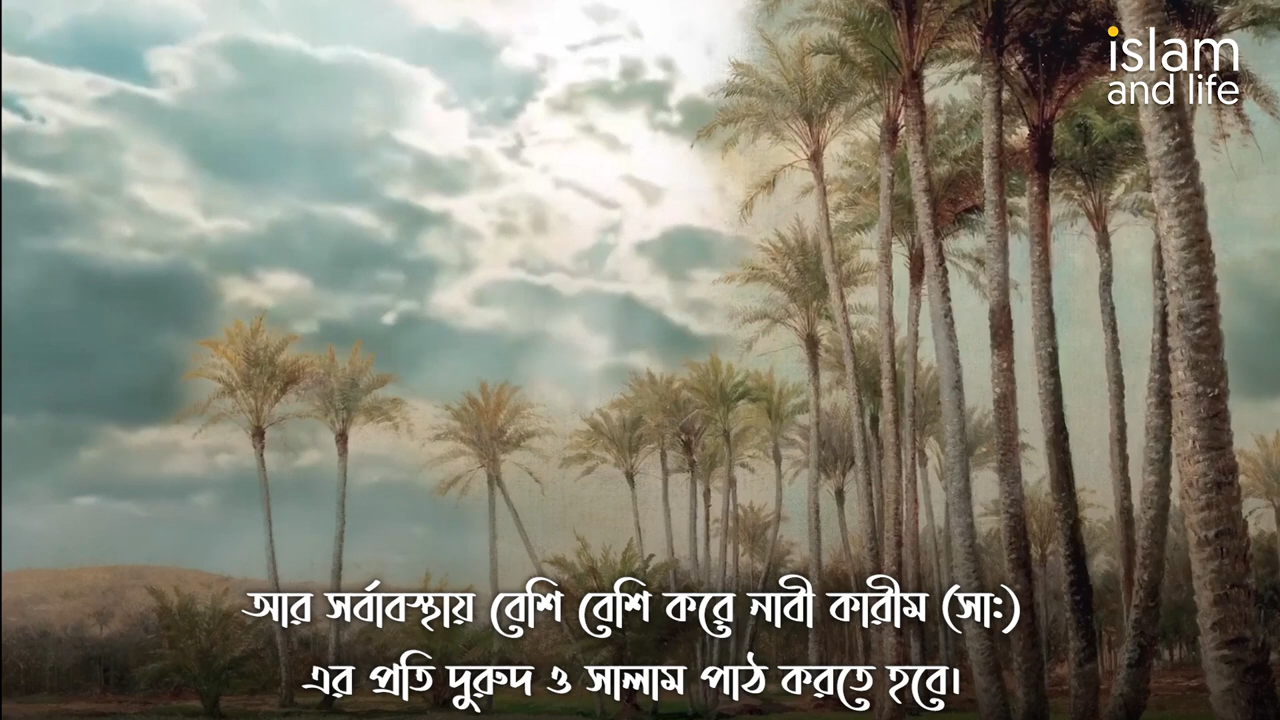 islam
and life
আর সর্বাবস্থায় বেশি বেশি করে নাবী কারীম (সা:)
এর প্রতি দুরুদ ও সালাম পাঠ করতে হবে।